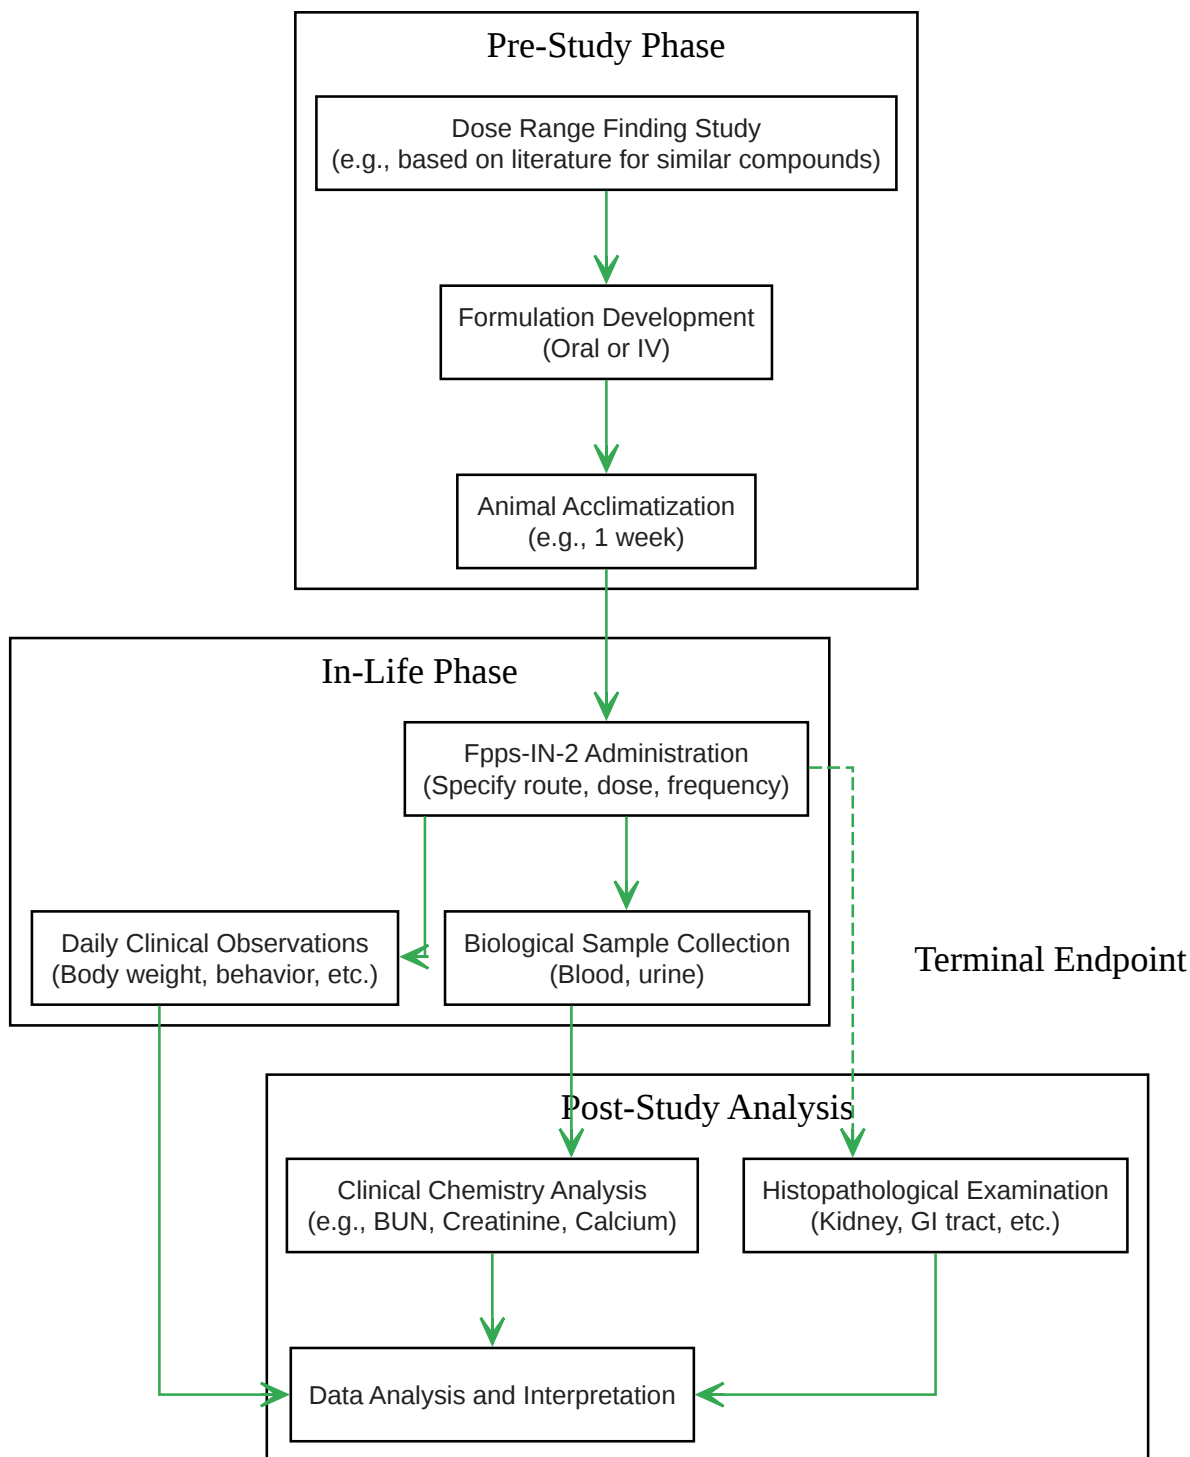 Pre-Study Phase
Dose Range Finding Study
(e.g., based on literature for similar compounds)
Formulation Development
(Oral or IV)
Animal Acclimatization
(e.g., 1 week)
In-Life Phase
Fpps-IN-2 Administration
(Specify route, dose, frequency)
Daily Clinical Observations
(Body weight, behavior, etc.)
Biological Sample Collection
(Blood, urine)
Terminal Endpoint
Post-Study Analysis
Clinical Chemistry Analysis
(e.g., BUN, Creatinine, Calcium)
Histopathological Examination
(Kidney, GI tract, etc.)
Data Analysis and Interpretation